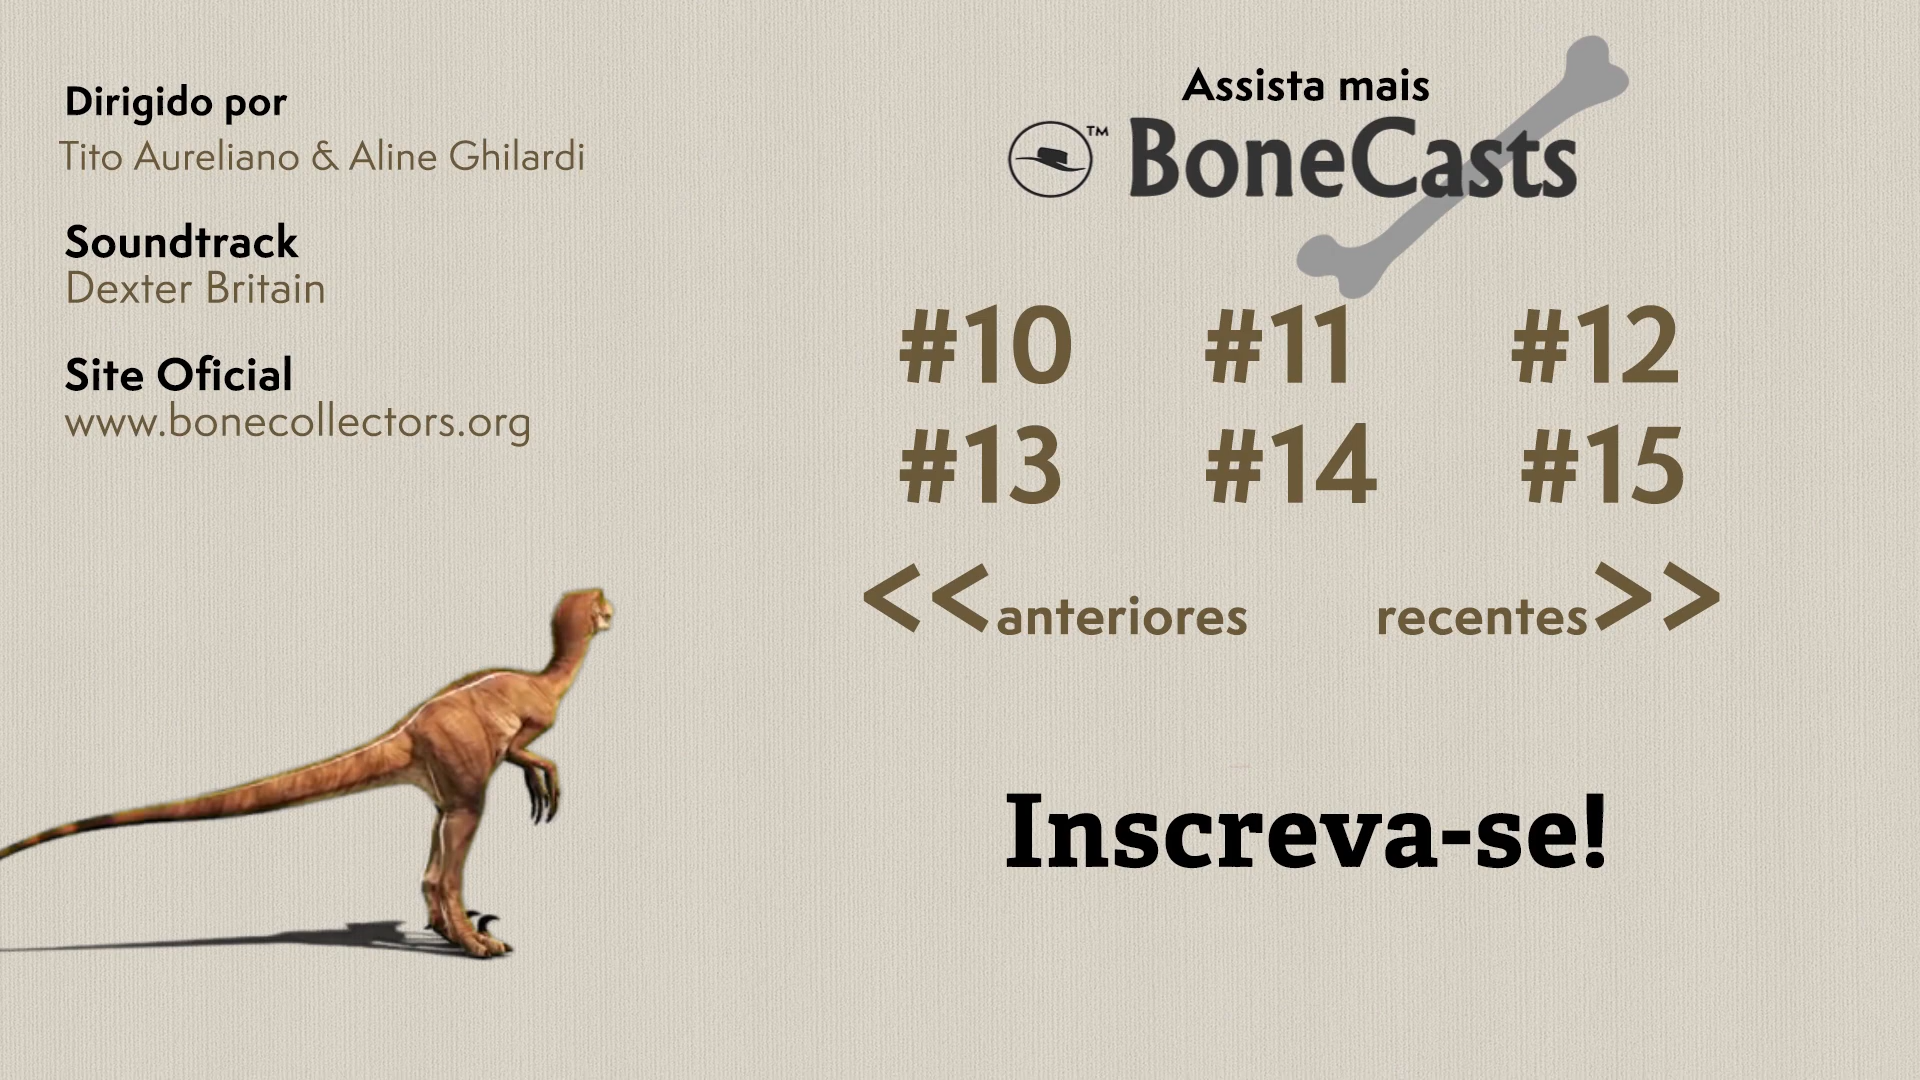 Dirigido por
Tito Aureliano & Aline Ghilardi
Soundtrack
Dexter Britain
Site Oficial
www.bonecollectors.org
Assista mais
™ BoneCasts
#10 #11 #12
#13 #14 #15
<<anteriores recentes>>
Inscreva-se!